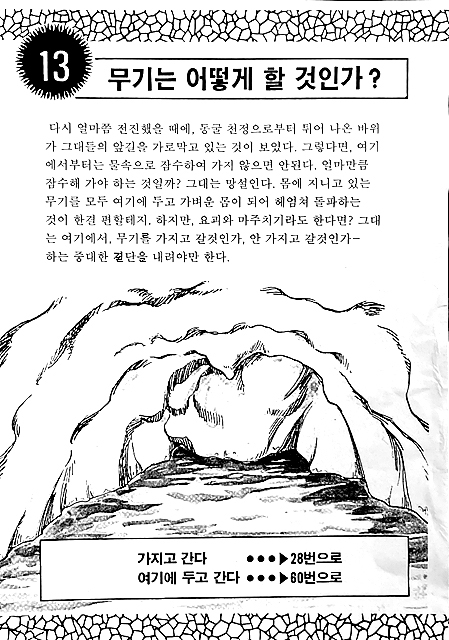 13
무기는 어떻게 할 것인가?
다시 얼마쯤 전진했을 때에, 동굴 천정으로부터 튀어 나온 바위
가 그대들의 앞길을 가로막고 있는 것이 보였다. 그렇다면, 여기
에서부터는 물속으로 잠수하여 가지 않으면 안된다. 얼마만큼
잠수해 가야 하는 것일까? 그대는 망설인다. 몸에 지니고 있는
무기를 모두 여기에 두고 가벼운 몸이 되어 헤엄쳐 돌파하는
것이 한결 편할테지. 하지만, 요괴와 마주치기라도 한다면? 그대
는 여기에서, 무기를 가지고 갈것인가, 안 가지고 갈것인가—
하는 중대한 결단을 내려야만 한다.
가지고 간다 ●●●▶28번으로
여기에 두고 간다 ●●●▶60번으로